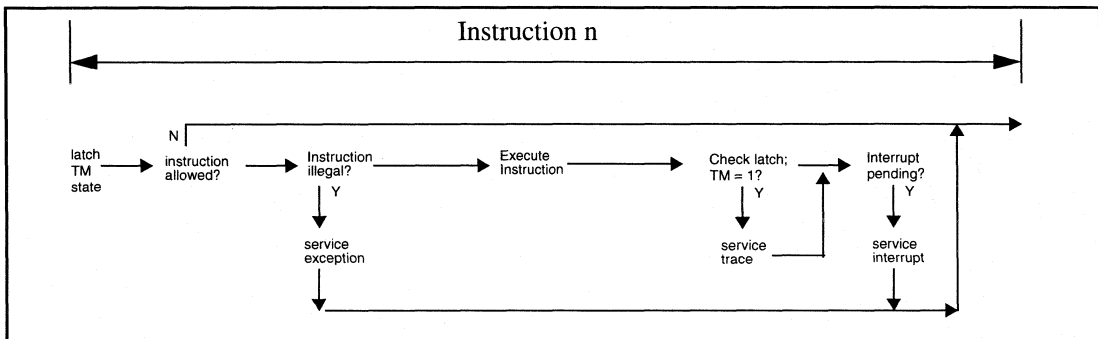 Instruction n
N
latch
TM
state
instruction
allowed?
Instruction
illegal?
Execute
Instruction
Check latch;
TM = 1?
Interrupt
pending?
Y
Y
Y
service
exception
service
trace
service
interrupt